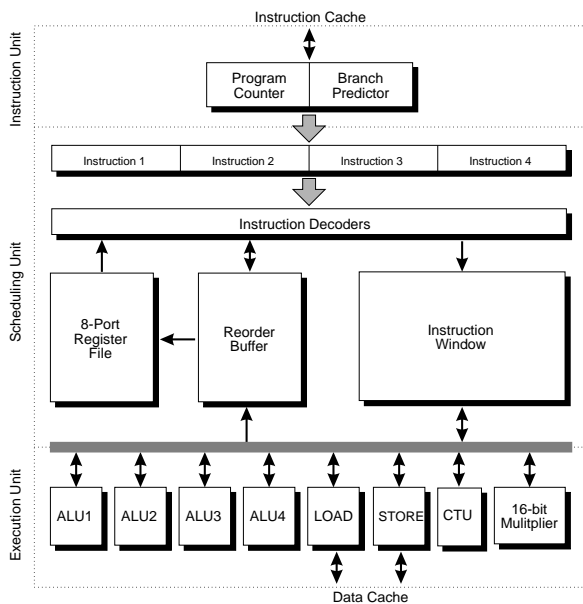 Instruction Cache
Instruction Unit
Program
Counter
Branch
Predictor
Scheduling Unit
Instruction 1
Instruction 2
Instruction 3
Instruction 4
Instruction Decoders
8-Port
Register
File
Reorder
Buffer
Instruction
Window
Execution Unit
ALU1
ALU2
ALU3
ALU4
LOAD
STORE
CTU
16-bit
Mulitplier
Data Cache